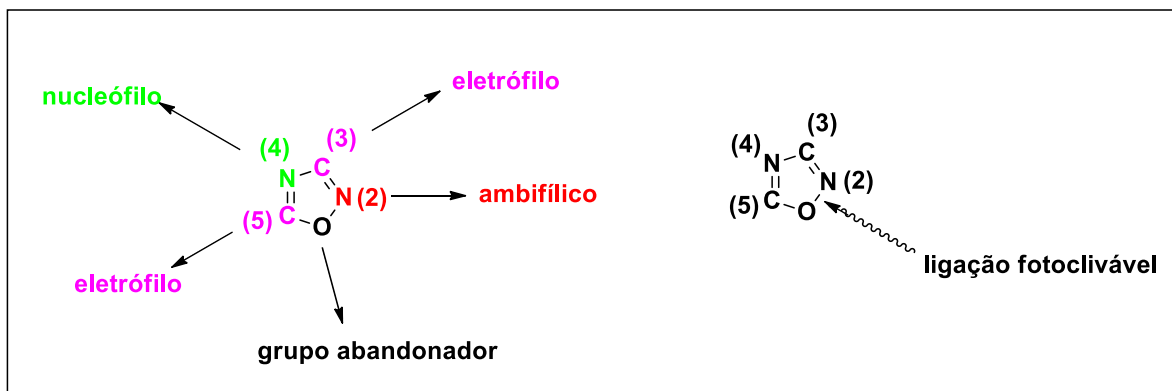 eletrófilo
nucleófilo
(3)
(4)
C
N
N (2)
ambifílico
(5) C
O
eletrófilo
grupo abandonador
(3)
(4)
N C
N (2)
(5) C
O
ligação fotoclivável